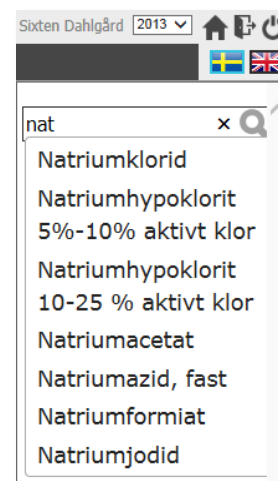 Sixten Dahlgård 2013
nat
Natriumklorid
Natriumhypoklorit
5%-10% aktivt klor
Natriumhypoklorit
10-25 % aktivt klor
Natriumacetat
Natriumazid, fast
Natriumformiat
Natriumjodid